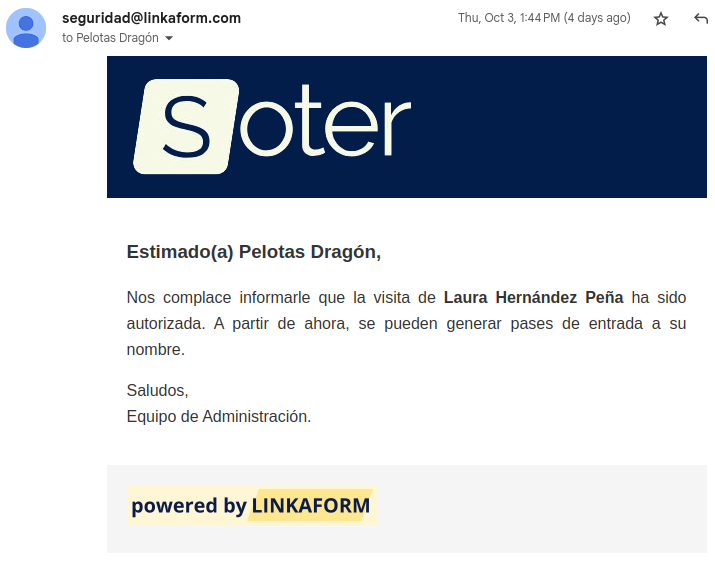 seguridad@linkaform.com
Thu, Oct 3, 1:44 PM (4 days ago)
to Pelotas Dragón
Soter
Estimado(a) Pelotas Dragón,
Nos complace informarle que la visita de Laura Hernández Peña ha sido
autorizada. A partir de ahora, se pueden generar pases de entrada a su
nombre.
Saludos,
Equipo de Administración.
powered by LINKAFORM